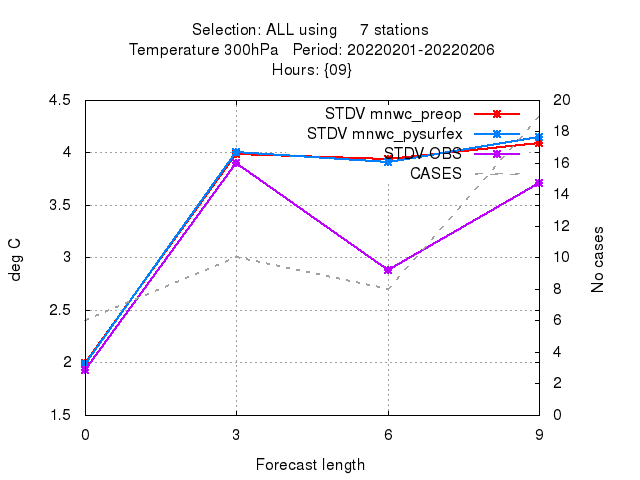 Selection: ALL using     7 stations
Temperature 300hPa   Period: 20220201-20220206
Hours: {09}
STDV mnwc_preop
STDV mnwc_pysurfex
STDV OBS
CASES
4.5
4
3.5
3
2.5
2
1.5
20
18
16
14
12
10
8
6
4
2
0
deg C
No cases
0 3 6 9
Forecast length